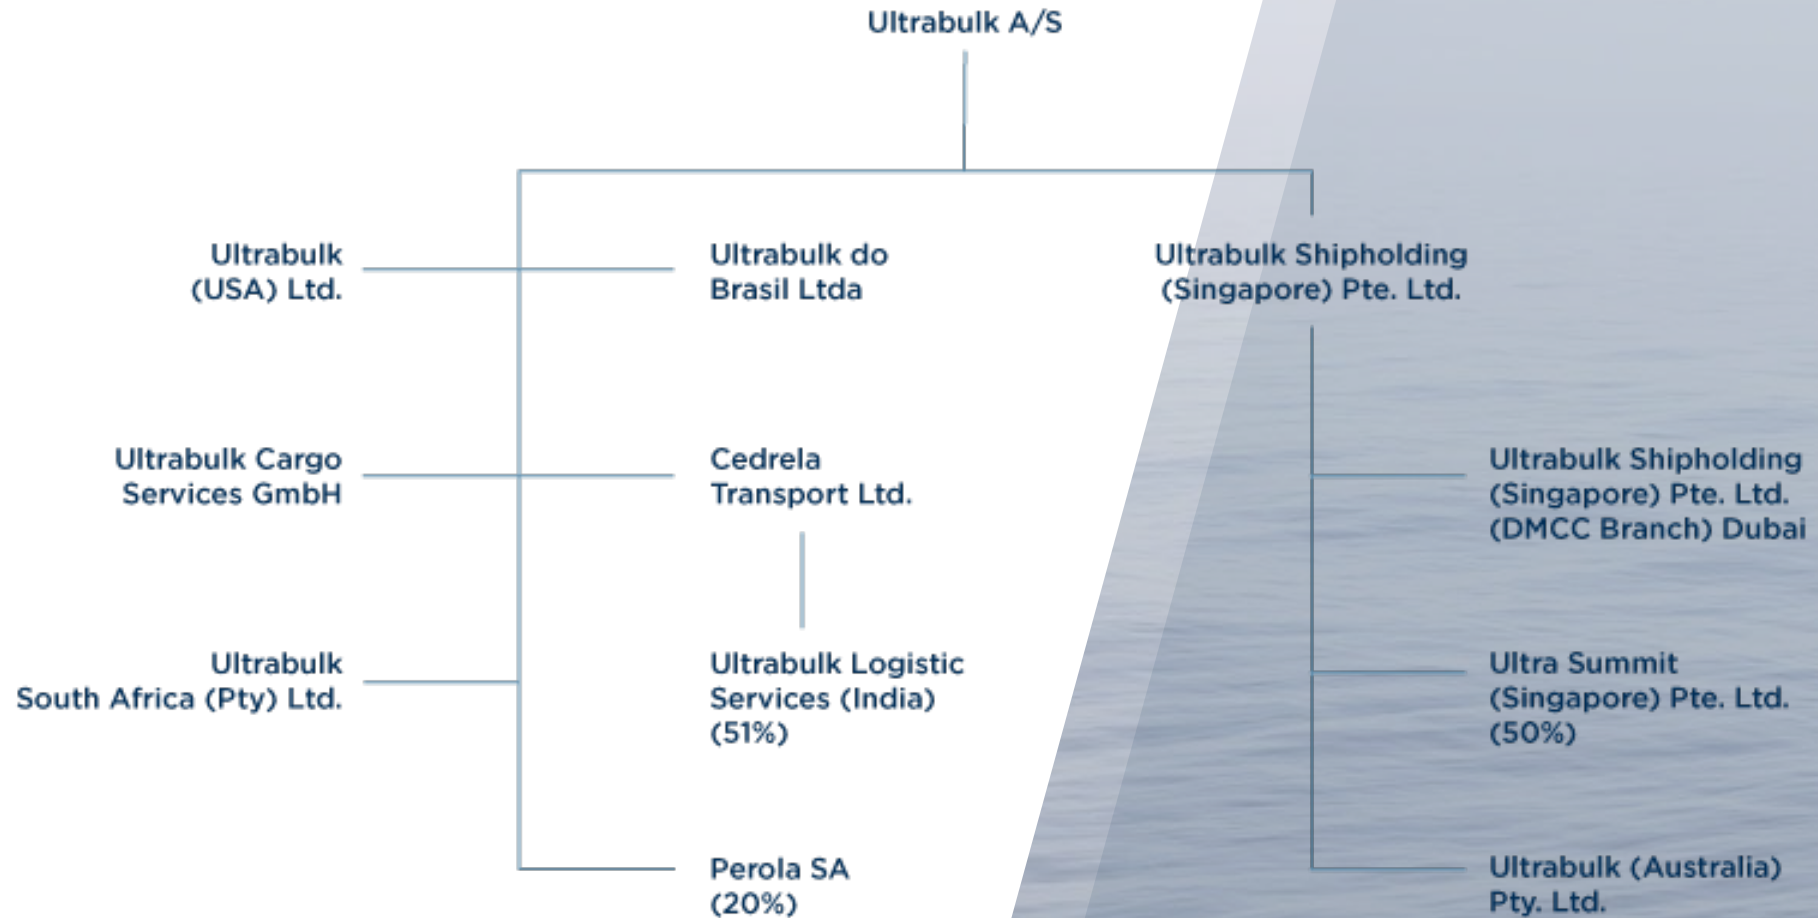 Ultrabulk A/S
Ultrabulk
(USA) Ltd.
Ultrabulk do
Brasil Ltda
Ultrabulk Shipholding
(Singapore) Pte. Ltd.
Ultrabulk Cargo
Services GmbH
Cedrela
Transport Ltd.
Ultrabulk Shipholding
(Singapore) Pte. Ltd.
(DMCC Branch) Dubai
Ultrabulk
South Africa (Pty) Ltd.
Ultrabulk Logistic
Services (India)
(51%)
Ultra Summit
(Singapore) Pte. Ltd.
(50%)
Perola SA
(20%)
Ultrabulk (Australia)
Pty. Ltd.